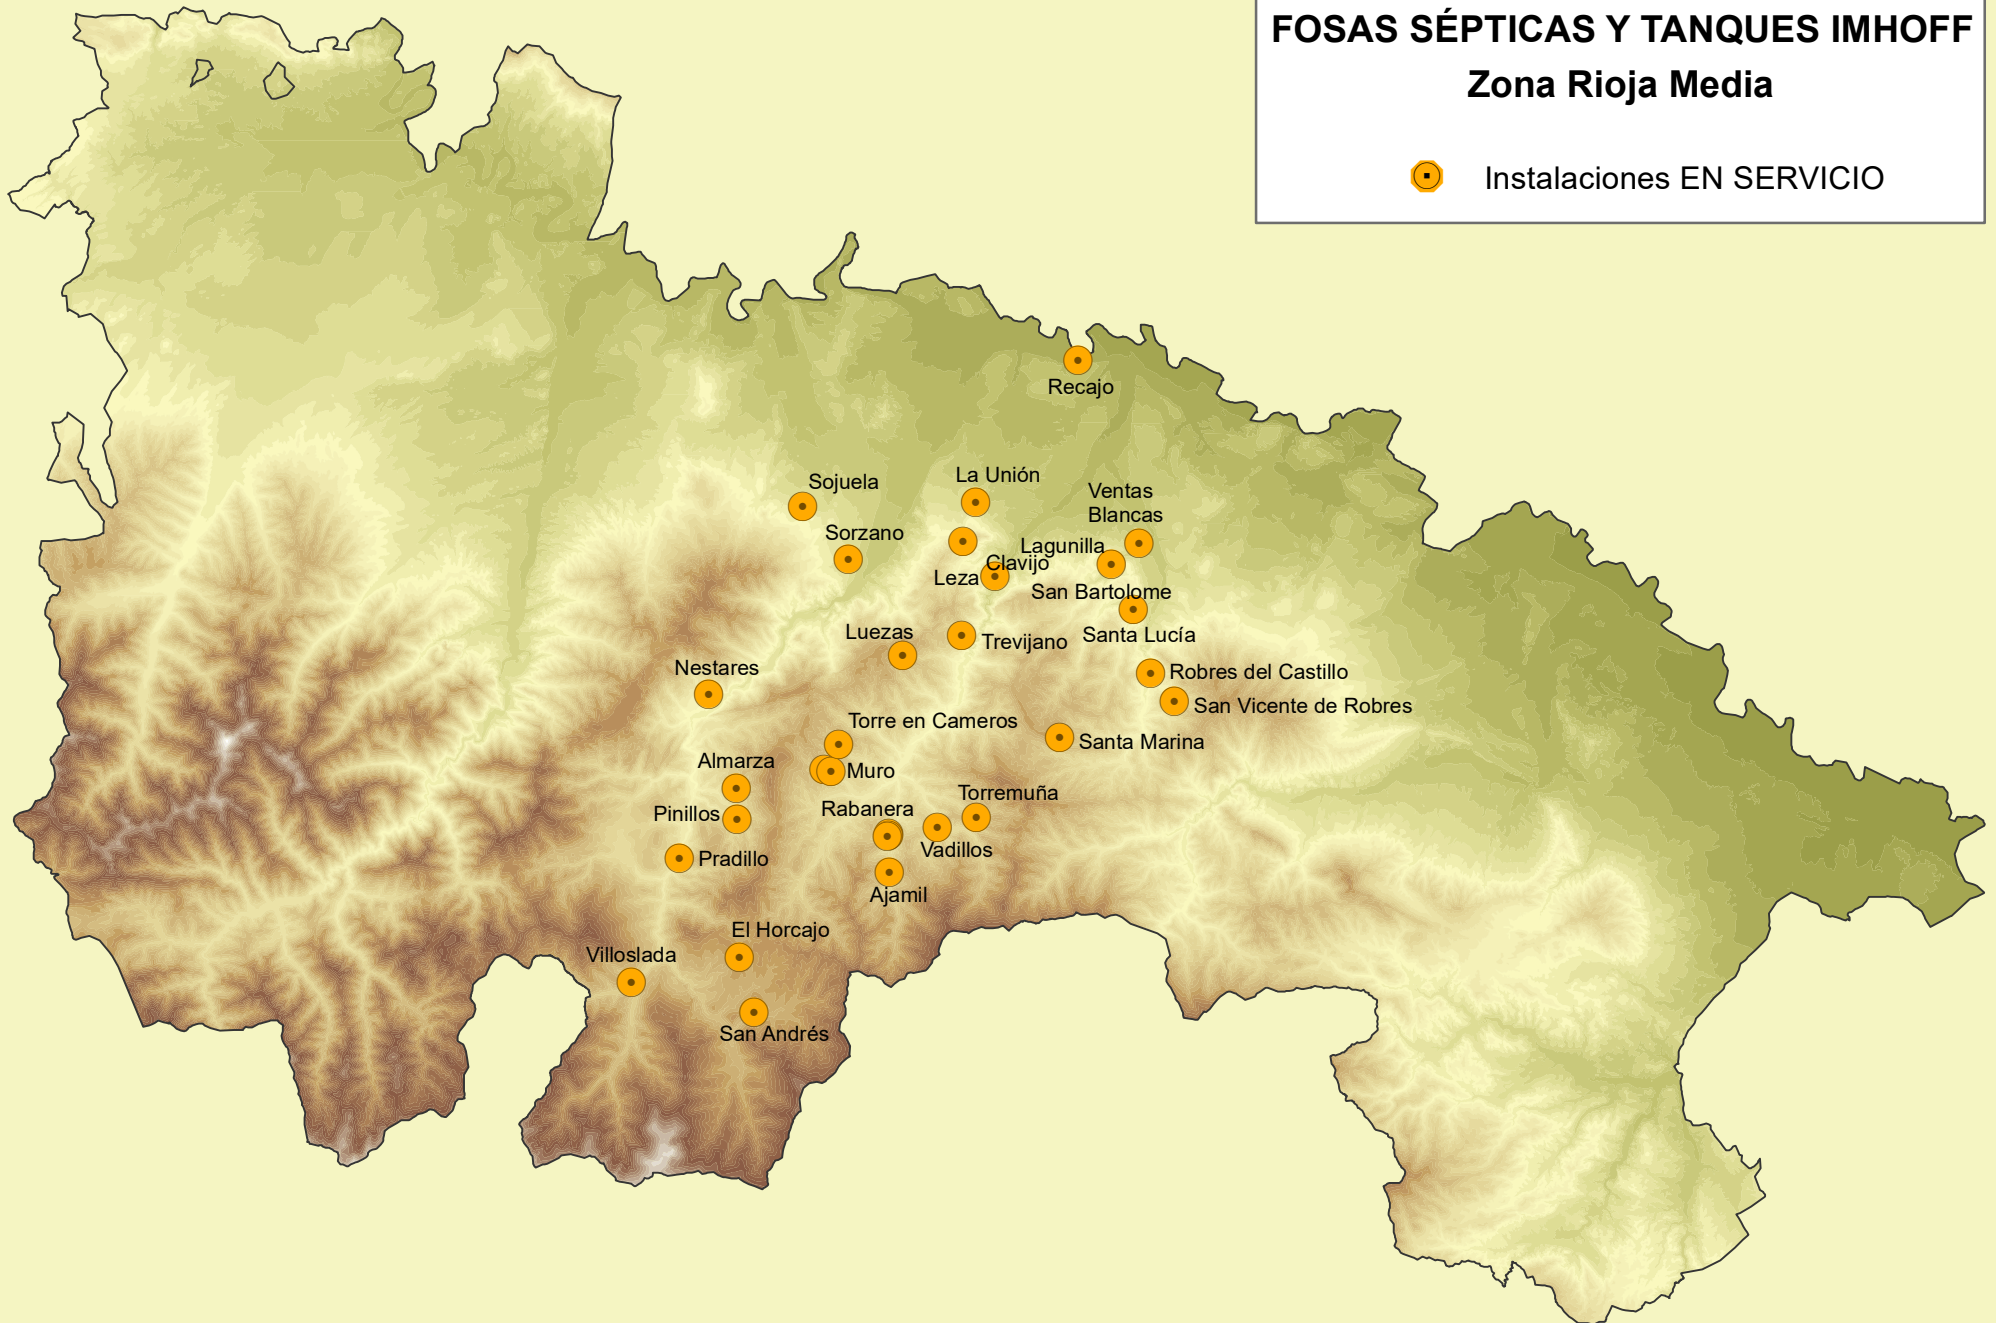 FOSAS SÉPTICAS Y TANQUES IMHOFF
Zona Rioja Media
Instalaciones EN SERVICIO
Recajo
Sojuela
La Unión
Ventas
Blancas
Sorzano
Lagunilla
Clavijo
Leza
San Bartolome
Luezas
Santa Lucía
Trevijano
Nestares
Robres del Castillo
San Vicente de Robres
Torre en Cameros
Santa Marina
Almarza
Muro
Torremuña
Rabanera
Pinillos
Vadillos
Pradillo
Ajamil
El Horcajo
Villoslada
San Andrés